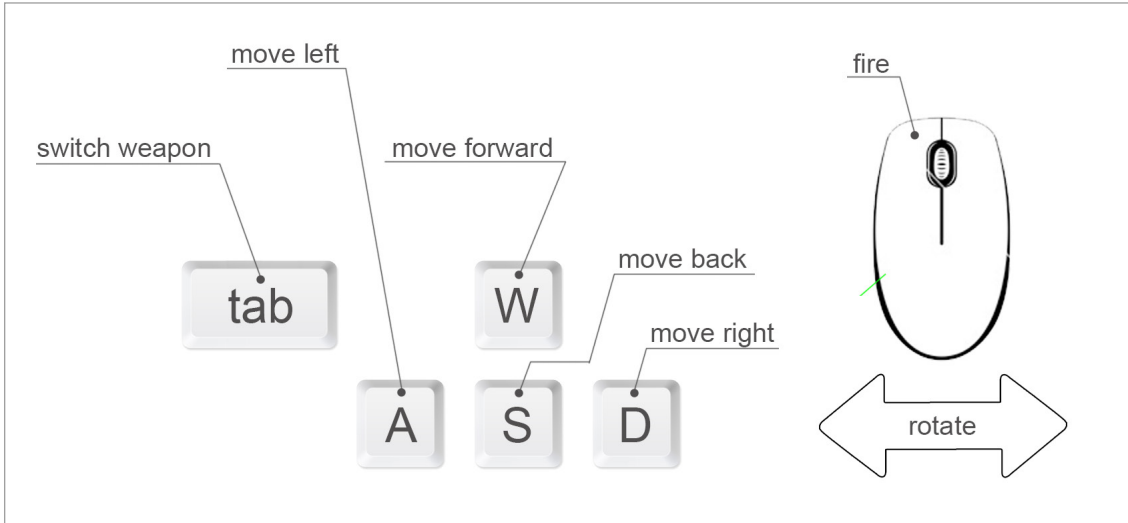 move left
fire
switch weapon
move forward
move back
tab
W
move right
A
S
D
rotate